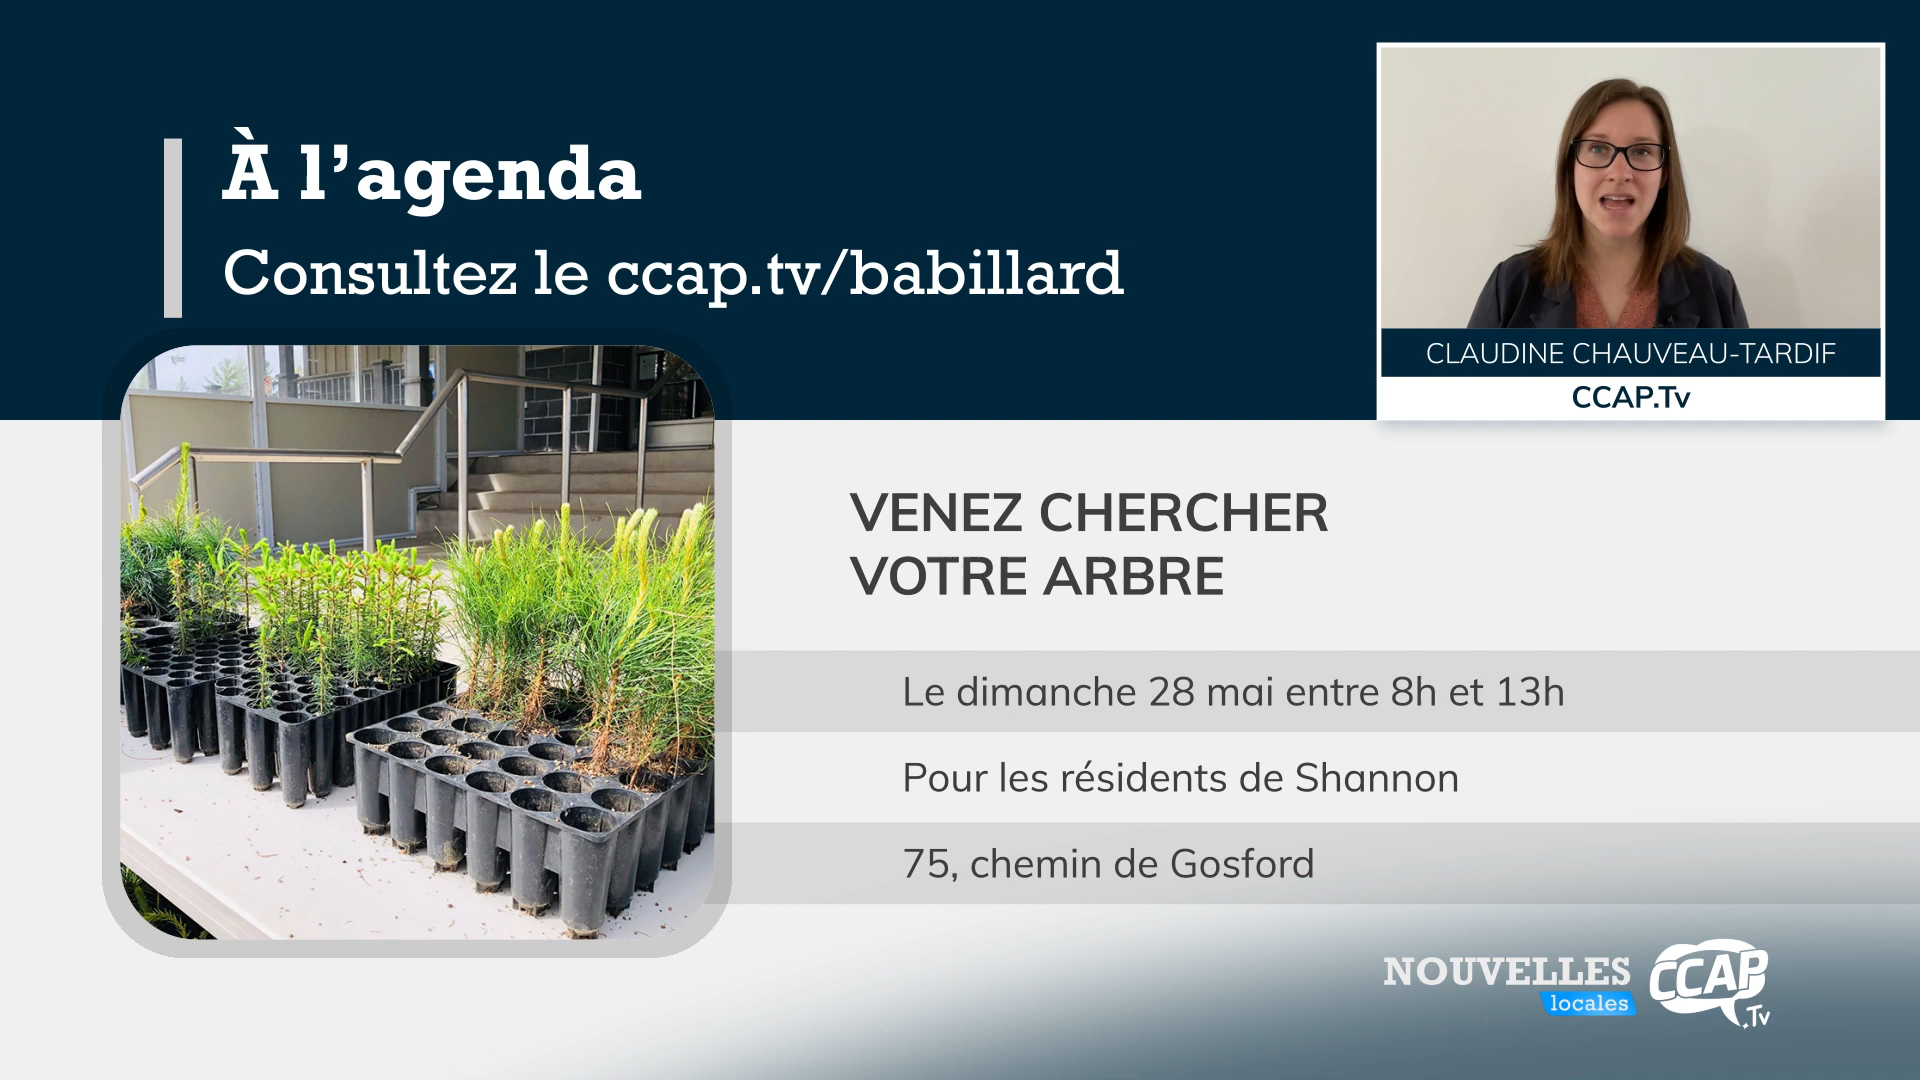 À l’agenda
Consultez le ccap.tv/babillard
CLAUDINE CHAUVEAU-TARDIF
CCAP.Tv
VENEZ CHERCHER
VOTRE ARBRE
Le dimanche 28 mai entre 8h et 13h
Pour les résidents de Shannon
75, chemin de Gosford
NOUVELLES
locales
CCAP
.Tv